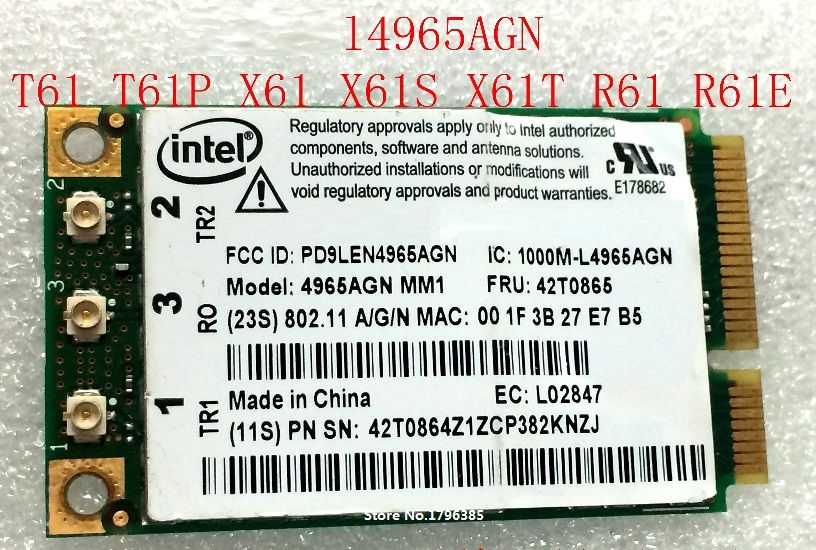 14965AGN
T61 T61P X61 X61S X61T R61 R61E
intel®
Regulatory approvals apply only to Intel authorized
components, software and antenna solutions.
Unauthorized installations or modifications will
void regulatory approvals and product warranties.
C RU US
E178682
2
2
TR2
FCC ID: PD9LEN4965AGN IC: 1000M-L4965AGN
Model: 4965AGN MM1 FRU: 42T0865
3
3
RO
(23S) 802.11 A/G/N MAC: 00 1F 3B 27 E7 B5
1
1
TR1
Made in China EC: L02847
(11S) PN SN: 42T0864Z1ZCP382KNZJ
Store No.1796385